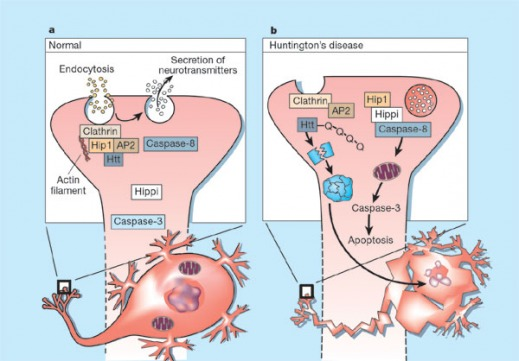 a
Normal
Endocytosis
Secretion of
neurotransmitters
Clathrin
Hip1 AP2
Htt
Caspase-8
Actin
filament
Hippi
Caspase-3
b
Huntington's disease
Clathrin
AP2
Htt
Hip1
Hippi
Caspase-8
Caspase-3
Apoptosis